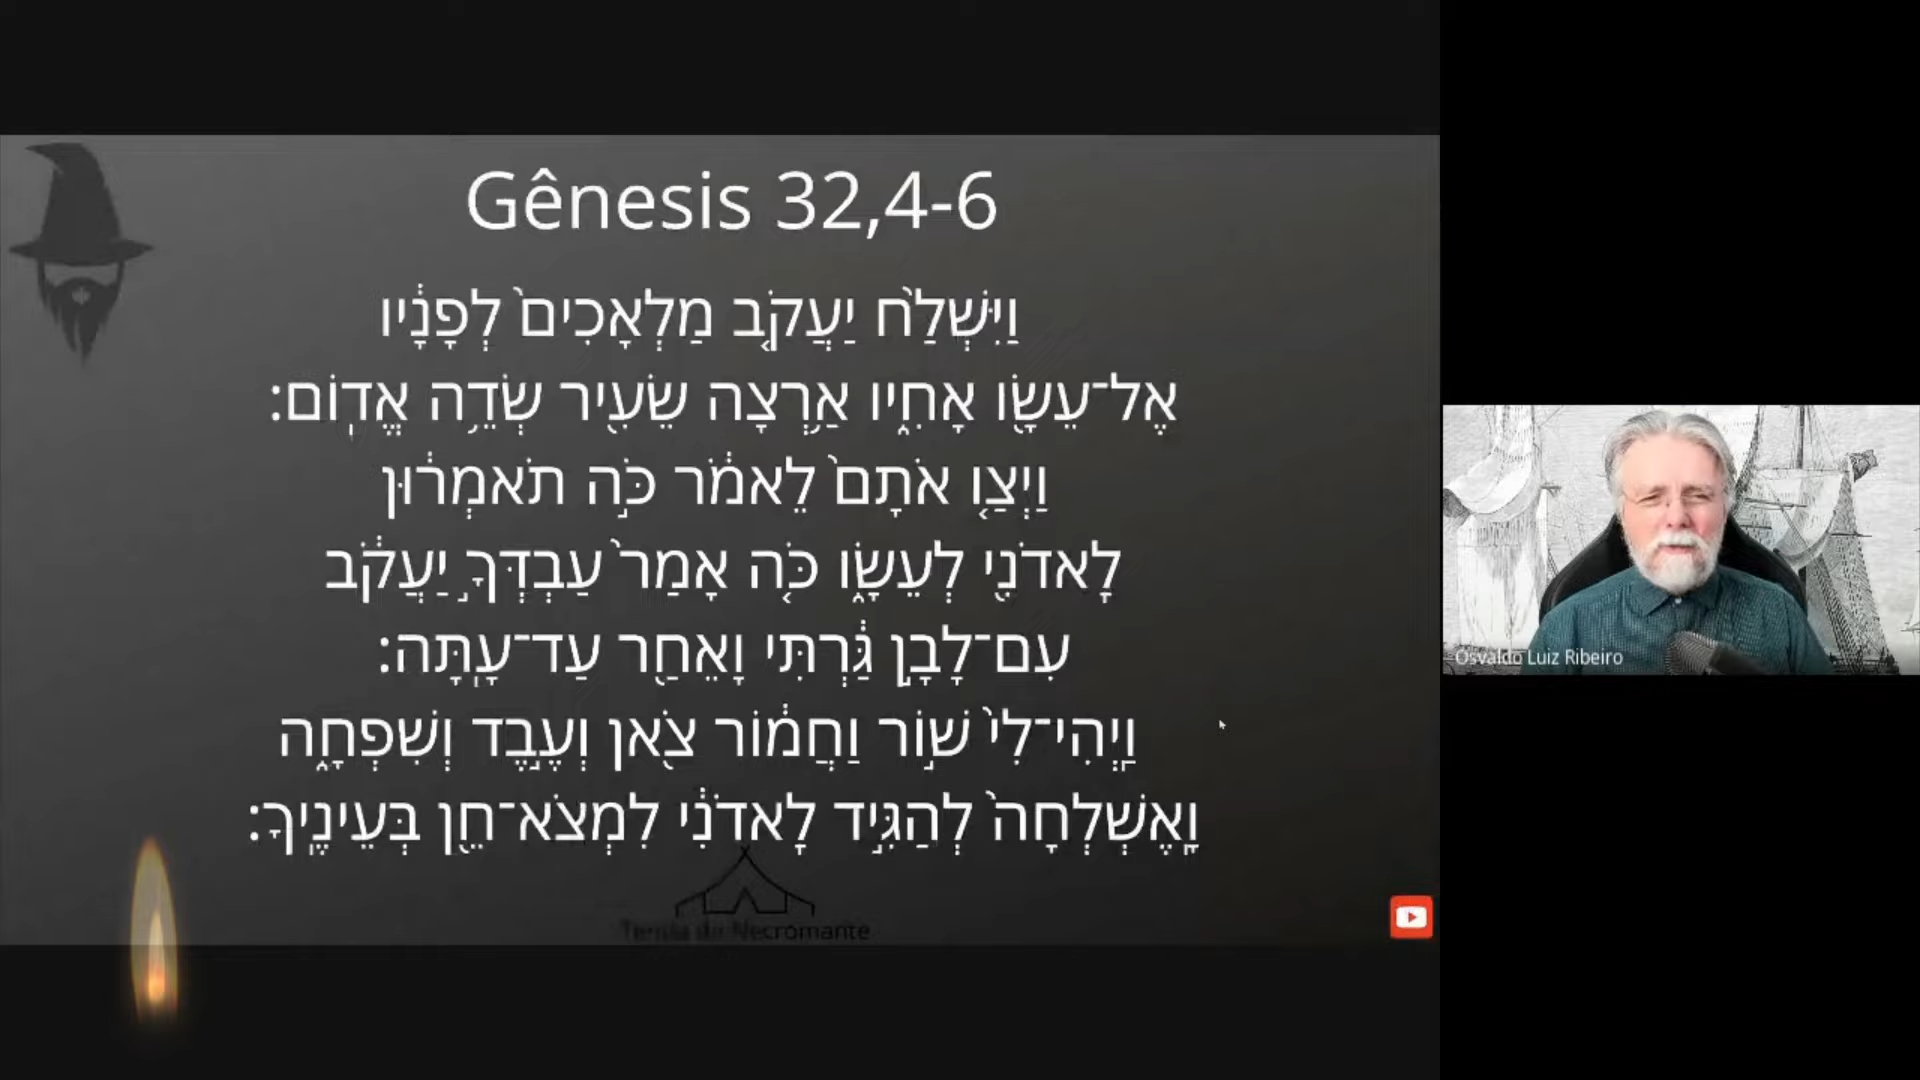 Gênesis 32,4-6
וַיִּשְׁלַ֨ח יַעֲקֹ֤ב מַלְאָכִים֙ לְפָנָ֔יו
אֶל־עֵשָׂ֖ו אָחִ֑יו אַ֥רְצָה שֵׂעִ֖יר שְׂדֵ֥ה אֱדֽוֹם׃
וַיְצַ֤ו אֹתָם֙ לֵאמֹ֔ר כֹּ֣ה תֹאמְר֔וּן
לַֽאדֹנִ֖י לְעֵשָׂ֑ו כֹּ֤ה אָמַר֙ עַבְדְּךָ֣ יַעֲקֹ֔ב
עִם־לָבָ֣ן גַּ֔רְתִּי וָאֵחַ֖ר עַד־עָֽתָּה׃
וַֽיְהִי־לִי֙ שׁ֣וֹר וַחֲמ֔וֹר צֹ֖אן וְעֶ֣בֶד וְשִׁפְחָ֑ה
וָֽאֶשְׁלְחָה֙ לְהַגִּ֣יד לַֽאדֹנִ֔י לִמְצֹא־חֵ֖ן בְּעֵינֶֽיךָ׃
Tenda do Necromante
Osvaldo Luiz Ribeiro